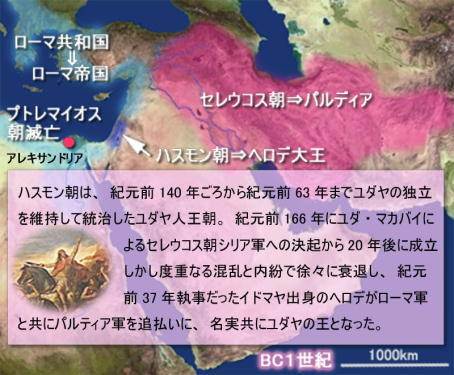 ローマ共和国
⇓
ローマ帝国
セレウコス朝⇒パルディア
プトレマイオス
朝滅亡
アレキサンドリア
ハスモン朝⇒ヘロデ大王
ハスモン朝は、紀元前140年ごろから紀元前63年までユダヤの独立
を維持して統治したユダヤ人王朝。紀元前166年にユダ・マカバイに
よるセレウコス朝シリア軍への決起から20年後に成立
しかし度重なる混乱と内紛で徐々に衰退し、紀元
前37年執事だったイドマヤ出身のヘロデがローマ軍
と共にパルティア軍を追払いに、名実共にユダヤの王となった。
BC1世紀
1000km